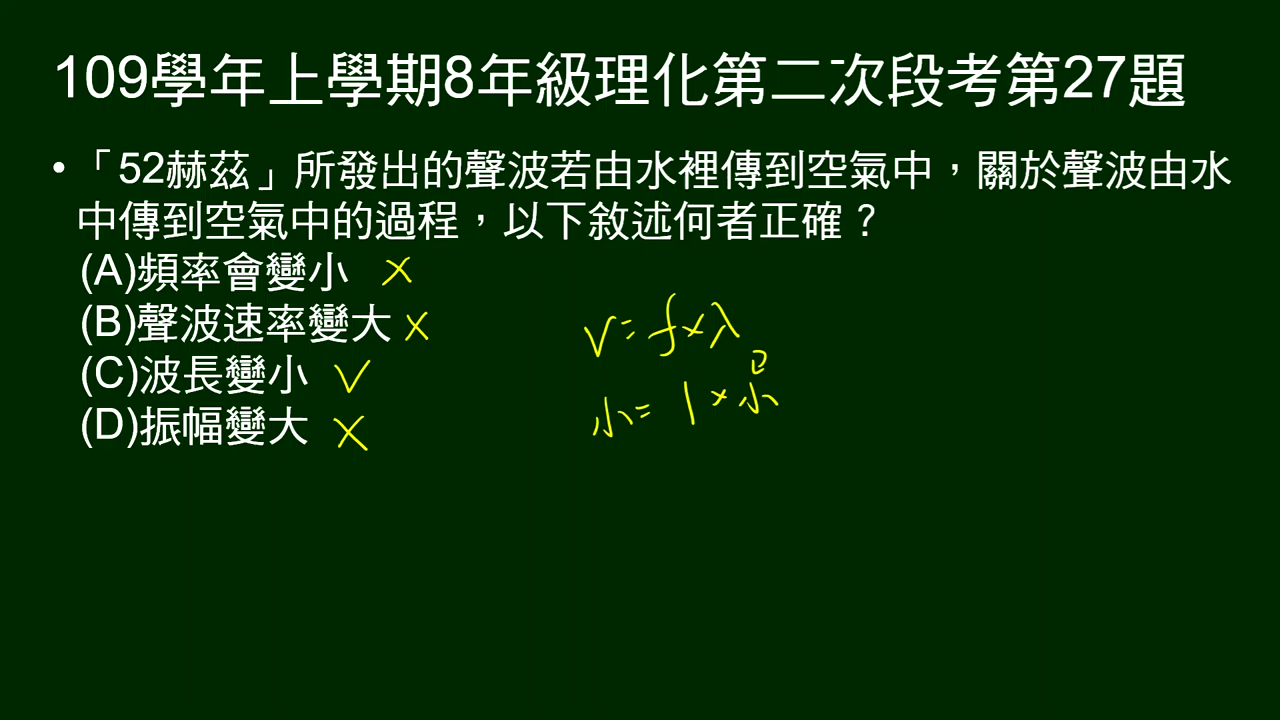 109學年上學期8年級理化第二次段考第27題
•「52赫茲」所發出的聲波若由水裡傳到空氣中，關於聲波由水
中傳到空氣中的過程，以下敘述何者正確？
(A)頻率會變小 ×
(B)聲波速率變大 ×
(C)波長變小 ✓
(D)振幅變大 ×
v=f×λ
小=1×小